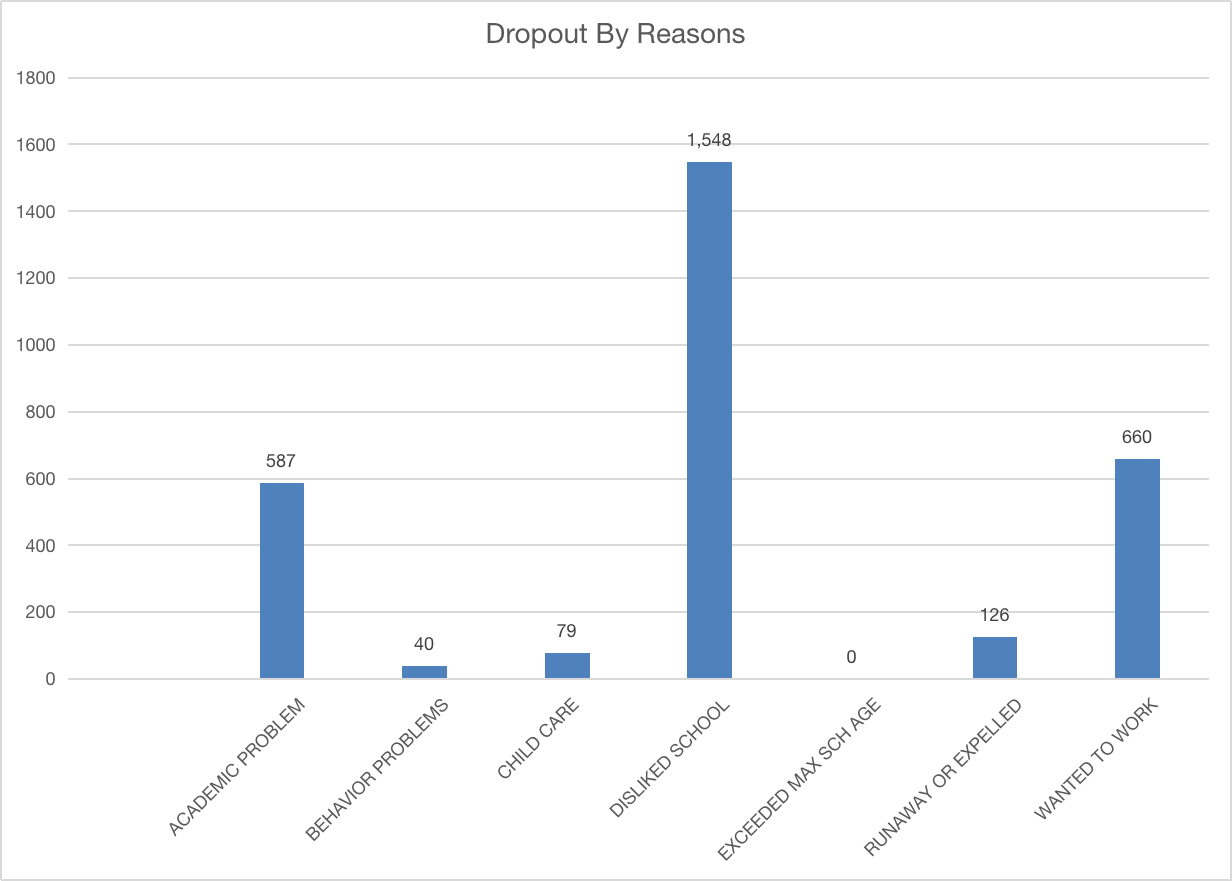 Dropout By Reasons
1800
1600
1400
1200
1000
800
600
400
200
0
587
40
79
1,548
0
126
660
ACADEMIC PROBLEM
BEHAVIOR PROBLEMS
CHILD CARE
DISLIKED SCHOOL
EXCEEDED MAX SCH AGE
RUNAWAY OR EXPELLED
WANTED TO WORK